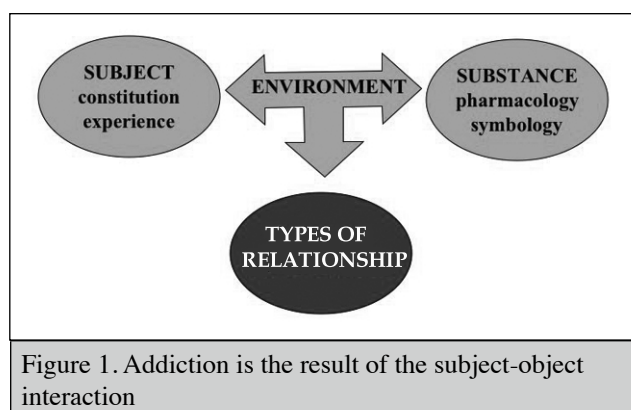 SUBJECT
constitution
experience
ENVIRONMENT
SUBSTANCE
pharmacology
symbology
TYPES OF
RELATIONSHIP
Figure 1. Addiction is the result of the subject-object
interaction